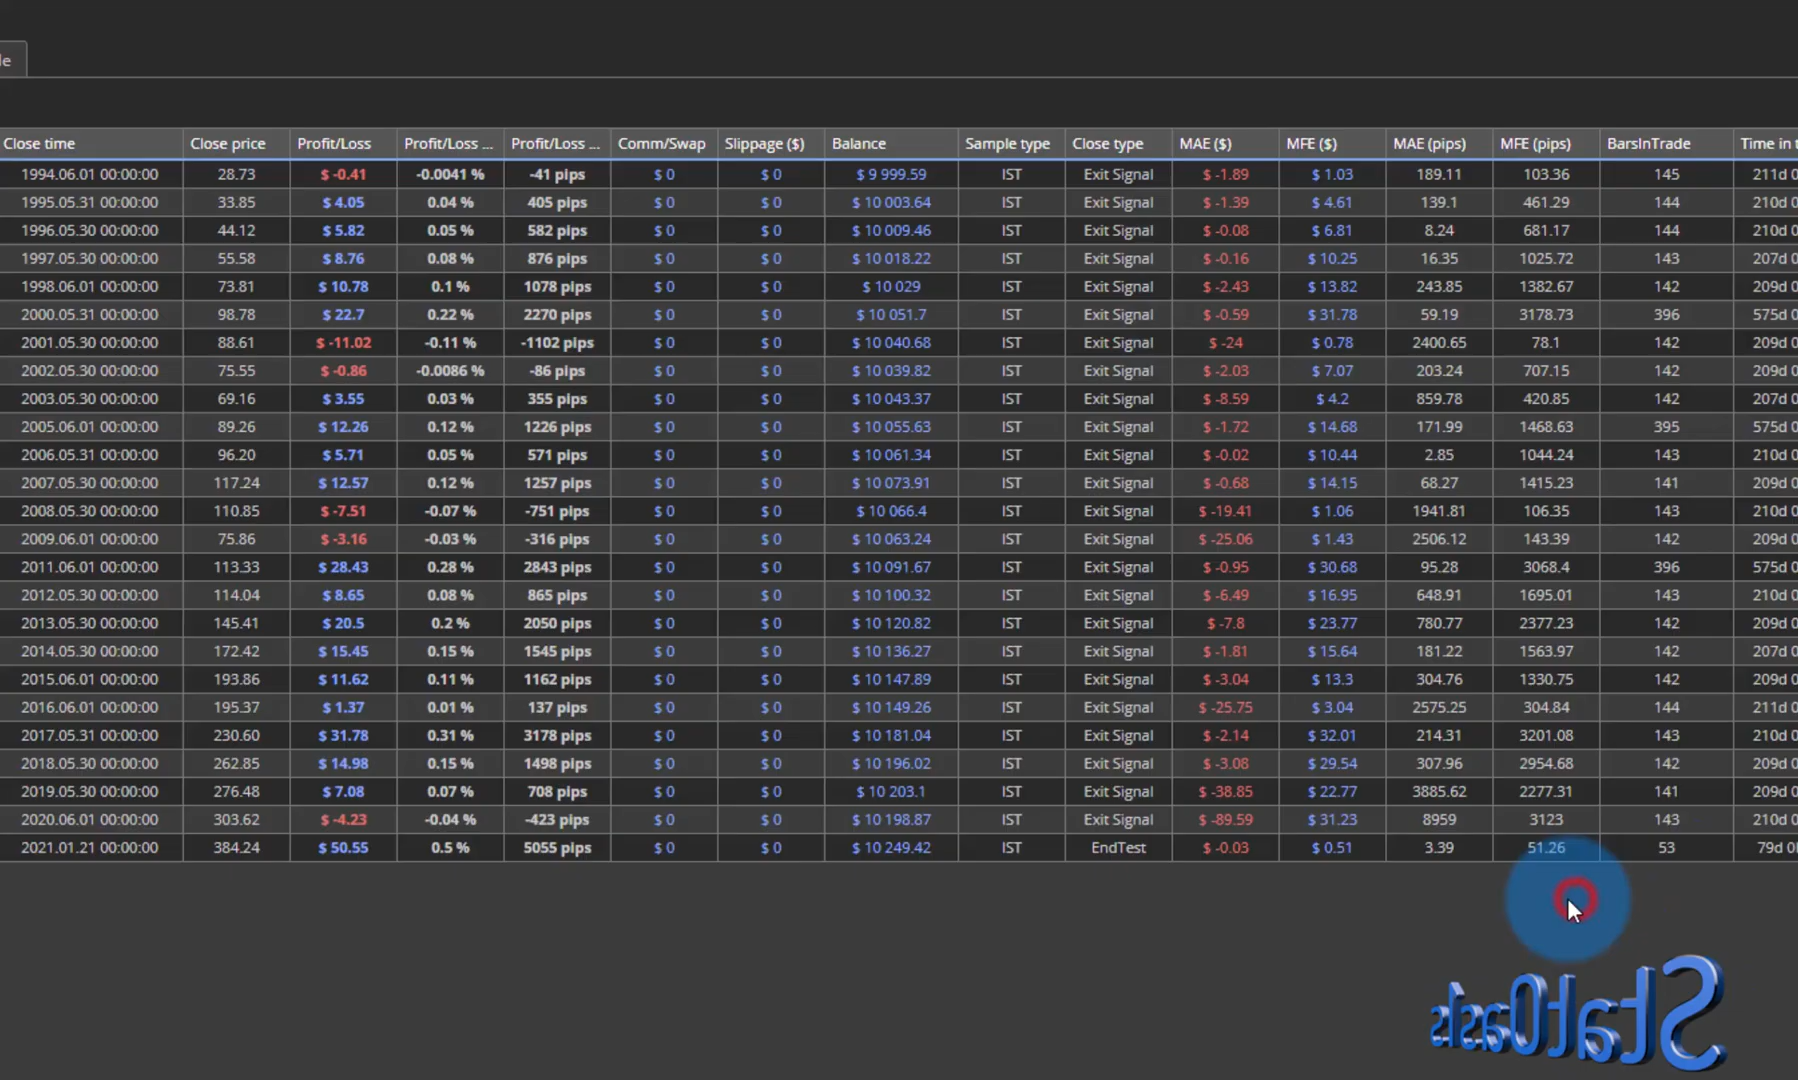 le
Close time Close price Profit/Loss Profit/Loss ... Profit/Loss ... Comm/Swap Slippage ($) Balance Sample type Close type MAE ($) MFE ($) MAE (pips) MFE (pips) BarsInTrade Time in t
1994.06.01 00:00:00 28.73 $ -0.41 -0.0041 % -41 pips $ 0 $ 0 $ 9 999.59 IST Exit Signal $ -1.89 $ 1.03 189.11 103.36 145 211d 0
1995.05.31 00:00:00 33.85 $ 4.05 0.04 % 405 pips $ 0 $ 0 $ 10 003.64 IST Exit Signal $ -1.39 $ 4.61 139.1 461.29 144 210d 0
1996.05.30 00:00:00 44.12 $ 5.82 0.05 % 582 pips $ 0 $ 0 $ 10 009.46 IST Exit Signal $ -0.08 $ 6.81 8.24 681.17 144 210d 0
1997.05.30 00:00:00 55.58 $ 8.76 0.08 % 876 pips $ 0 $ 0 $ 10 018.22 IST Exit Signal $ -0.16 $ 10.25 16.35 1025.72 143 207d 0
1998.06.01 00:00:00 73.81 $ 10.78 0.1 % 1078 pips $ 0 $ 0 $ 10 029 IST Exit Signal $ -2.43 $ 13.82 243.85 1382.67 142 209d 0
2000.05.31 00:00:00 98.78 $ 22.7 0.22 % 2270 pips $ 0 $ 0 $ 10 051.7 IST Exit Signal $ -0.59 $ 31.78 59.19 3178.73 396 575d 0
2001.05.30 00:00:00 88.61 $ -11.02 -0.11 % -1102 pips $ 0 $ 0 $ 10 040.68 IST Exit Signal $ -24 $ 0.78 2400.65 78.1 142 209d 0
2002.05.30 00:00:00 75.55 $ -0.86 -0.0086 % -86 pips $ 0 $ 0 $ 10 039.82 IST Exit Signal $ -2.03 $ 7.07 203.24 707.15 142 209d 0
2003.05.30 00:00:00 69.16 $ 3.55 0.03 % 355 pips $ 0 $ 0 $ 10 043.37 IST Exit Signal $ -8.59 $ 4.2 859.78 420.85 142 207d 0
2005.06.01 00:00:00 89.26 $ 12.26 0.12 % 1226 pips $ 0 $ 0 $ 10 055.63 IST Exit Signal $ -1.72 $ 14.68 171.99 1468.63 395 575d 0
2006.05.31 00:00:00 96.20 $ 5.71 0.05 % 571 pips $ 0 $ 0 $ 10 061.34 IST Exit Signal $ -0.02 $ 10.44 2.85 1044.24 143 210d 0
2007.05.30 00:00:00 117.24 $ 12.57 0.12 % 1257 pips $ 0 $ 0 $ 10 073.91 IST Exit Signal $ -0.68 $ 14.15 68.27 1415.23 141 209d 0
2008.05.30 00:00:00 110.85 $ -7.51 -0.07 % -751 pips $ 0 $ 0 $ 10 066.4 IST Exit Signal $ -19.41 $ 1.06 1941.81 106.35 143 210d 0
2009.06.01 00:00:00 75.86 $ -3.16 -0.03 % -316 pips $ 0 $ 0 $ 10 063.24 IST Exit Signal $ -25.06 $ 1.43 2506.12 143.39 142 209d 0
2011.06.01 00:00:00 113.33 $ 28.43 0.28 % 2843 pips $ 0 $ 0 $ 10 091.67 IST Exit Signal $ -0.95 $ 30.68 95.28 3068.4 396 575d 0
2012.05.30 00:00:00 114.04 $ 8.65 0.08 % 865 pips $ 0 $ 0 $ 10 100.32 IST Exit Signal $ -6.49 $ 16.95 648.91 1695.01 143 210d 0
2013.05.30 00:00:00 145.41 $ 20.5 0.2 % 2050 pips $ 0 $ 0 $ 10 120.82 IST Exit Signal $ -7.8 $ 23.77 780.77 2377.23 142 209d 0
2014.05.30 00:00:00 172.42 $ 15.45 0.15 % 1545 pips $ 0 $ 0 $ 10 136.27 IST Exit Signal $ -1.81 $ 15.64 181.22 1563.97 142 207d 0
2015.06.01 00:00:00 193.86 $ 11.62 0.11 % 1162 pips $ 0 $ 0 $ 10 147.89 IST Exit Signal $ -3.04 $ 13.3 304.76 1330.75 142 209d 0
2016.06.01 00:00:00 195.37 $ 1.37 0.01 % 137 pips $ 0 $ 0 $ 10 149.26 IST Exit Signal $ -25.75 $ 3.04 2575.25 304.84 144 211d 0
2017.05.31 00:00:00 230.60 $ 31.78 0.31 % 3178 pips $ 0 $ 0 $ 10 181.04 IST Exit Signal $ -2.14 $ 32.01 214.31 3201.08 143 210d 0
2018.05.30 00:00:00 262.85 $ 14.98 0.15 % 1498 pips $ 0 $ 0 $ 10 196.02 IST Exit Signal $ -3.08 $ 29.54 307.96 2954.68 142 209d 0
2019.05.30 00:00:00 276.48 $ 7.08 0.07 % 708 pips $ 0 $ 0 $ 10 203.1 IST Exit Signal $ -38.85 $ 22.77 3885.62 2277.31 141 209d 0
2020.06.01 00:00:00 303.62 $ -4.23 -0.04 % -423 pips $ 0 $ 0 $ 10 198.87 IST Exit Signal $ -89.59 $ 31.23 8959 3123 143 210d 0
2021.01.21 00:00:00 384.24 $ 50.55 0.5 % 5055 pips $ 0 $ 0 $ 10 249.42 IST EndTest $ -0.03 $ 0.51 3.39 51.26 53 79d 0
StatOasis